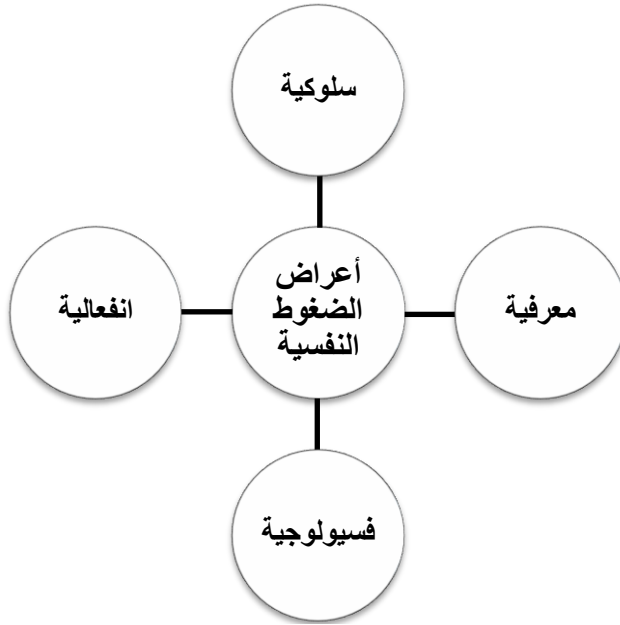 سلوكية
أعراض
الضغوط
النفسية
معرفية
انفعالية
فسيولوجية